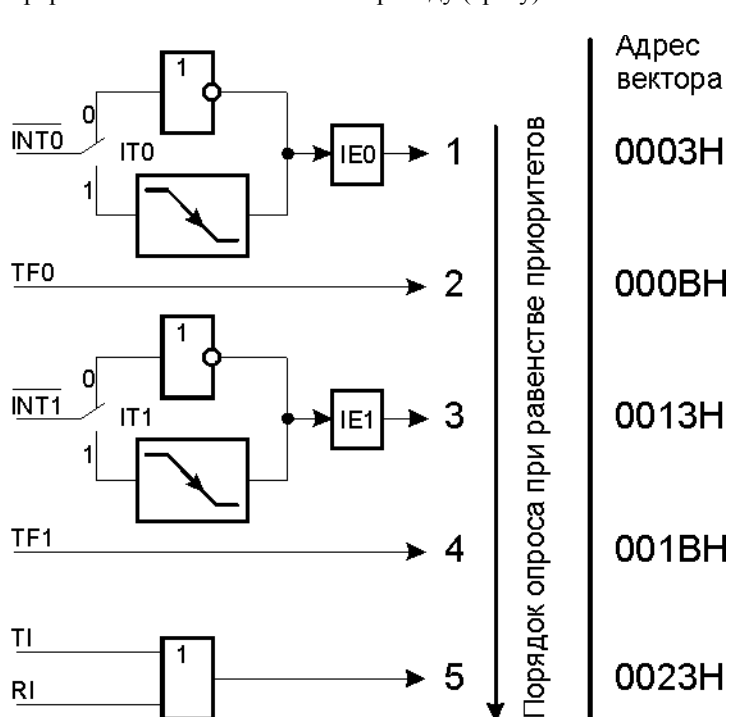 Адрес
вектора
1
0
INT0
IT0
1
IE0
1
0003H
TF0
2
000BH
1
0
INT1
IT1
1
IE1
3
0013H
TF1
4
001BH
TI
1
RI
5
0023H
Порядок опроса при равенстве приоритетов